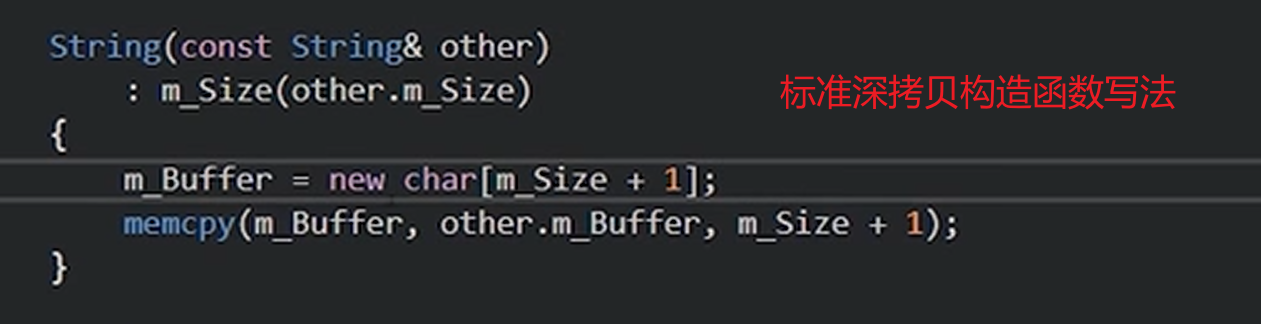 String(const String& other)
: m_Size(other.m_Size)
标准深拷贝构造函数写法
{
m_Buffer = new char[m_Size + 1];
memcpy(m_Buffer, other.m_Buffer, m_Size + 1);
}